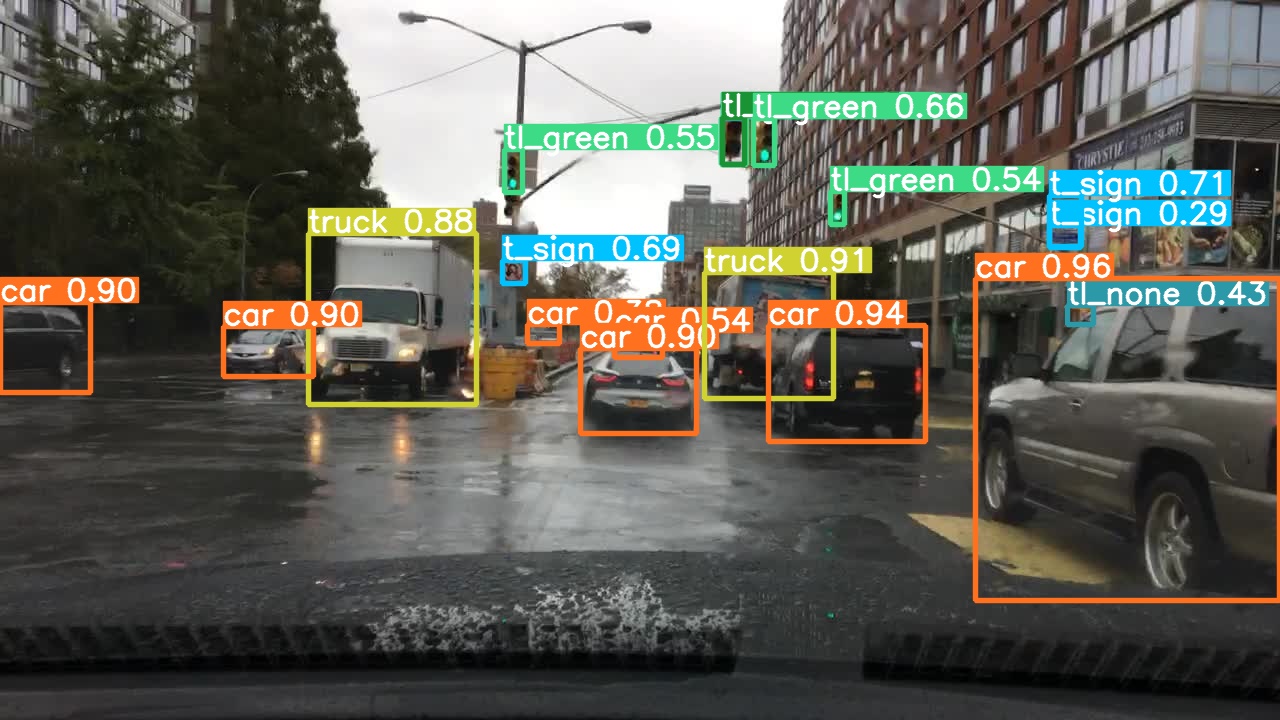 tl_green 0.66
tl_green 0.55
CHRYSTIE
tl_green 0.54
t_sign 0.71
t_sign 0.29
truck 0.88
t_sign 0.69
truck 0.91
car 0.96
car 0.90
tl_none 0.43
car 0.90
car 0.94
car 0.90